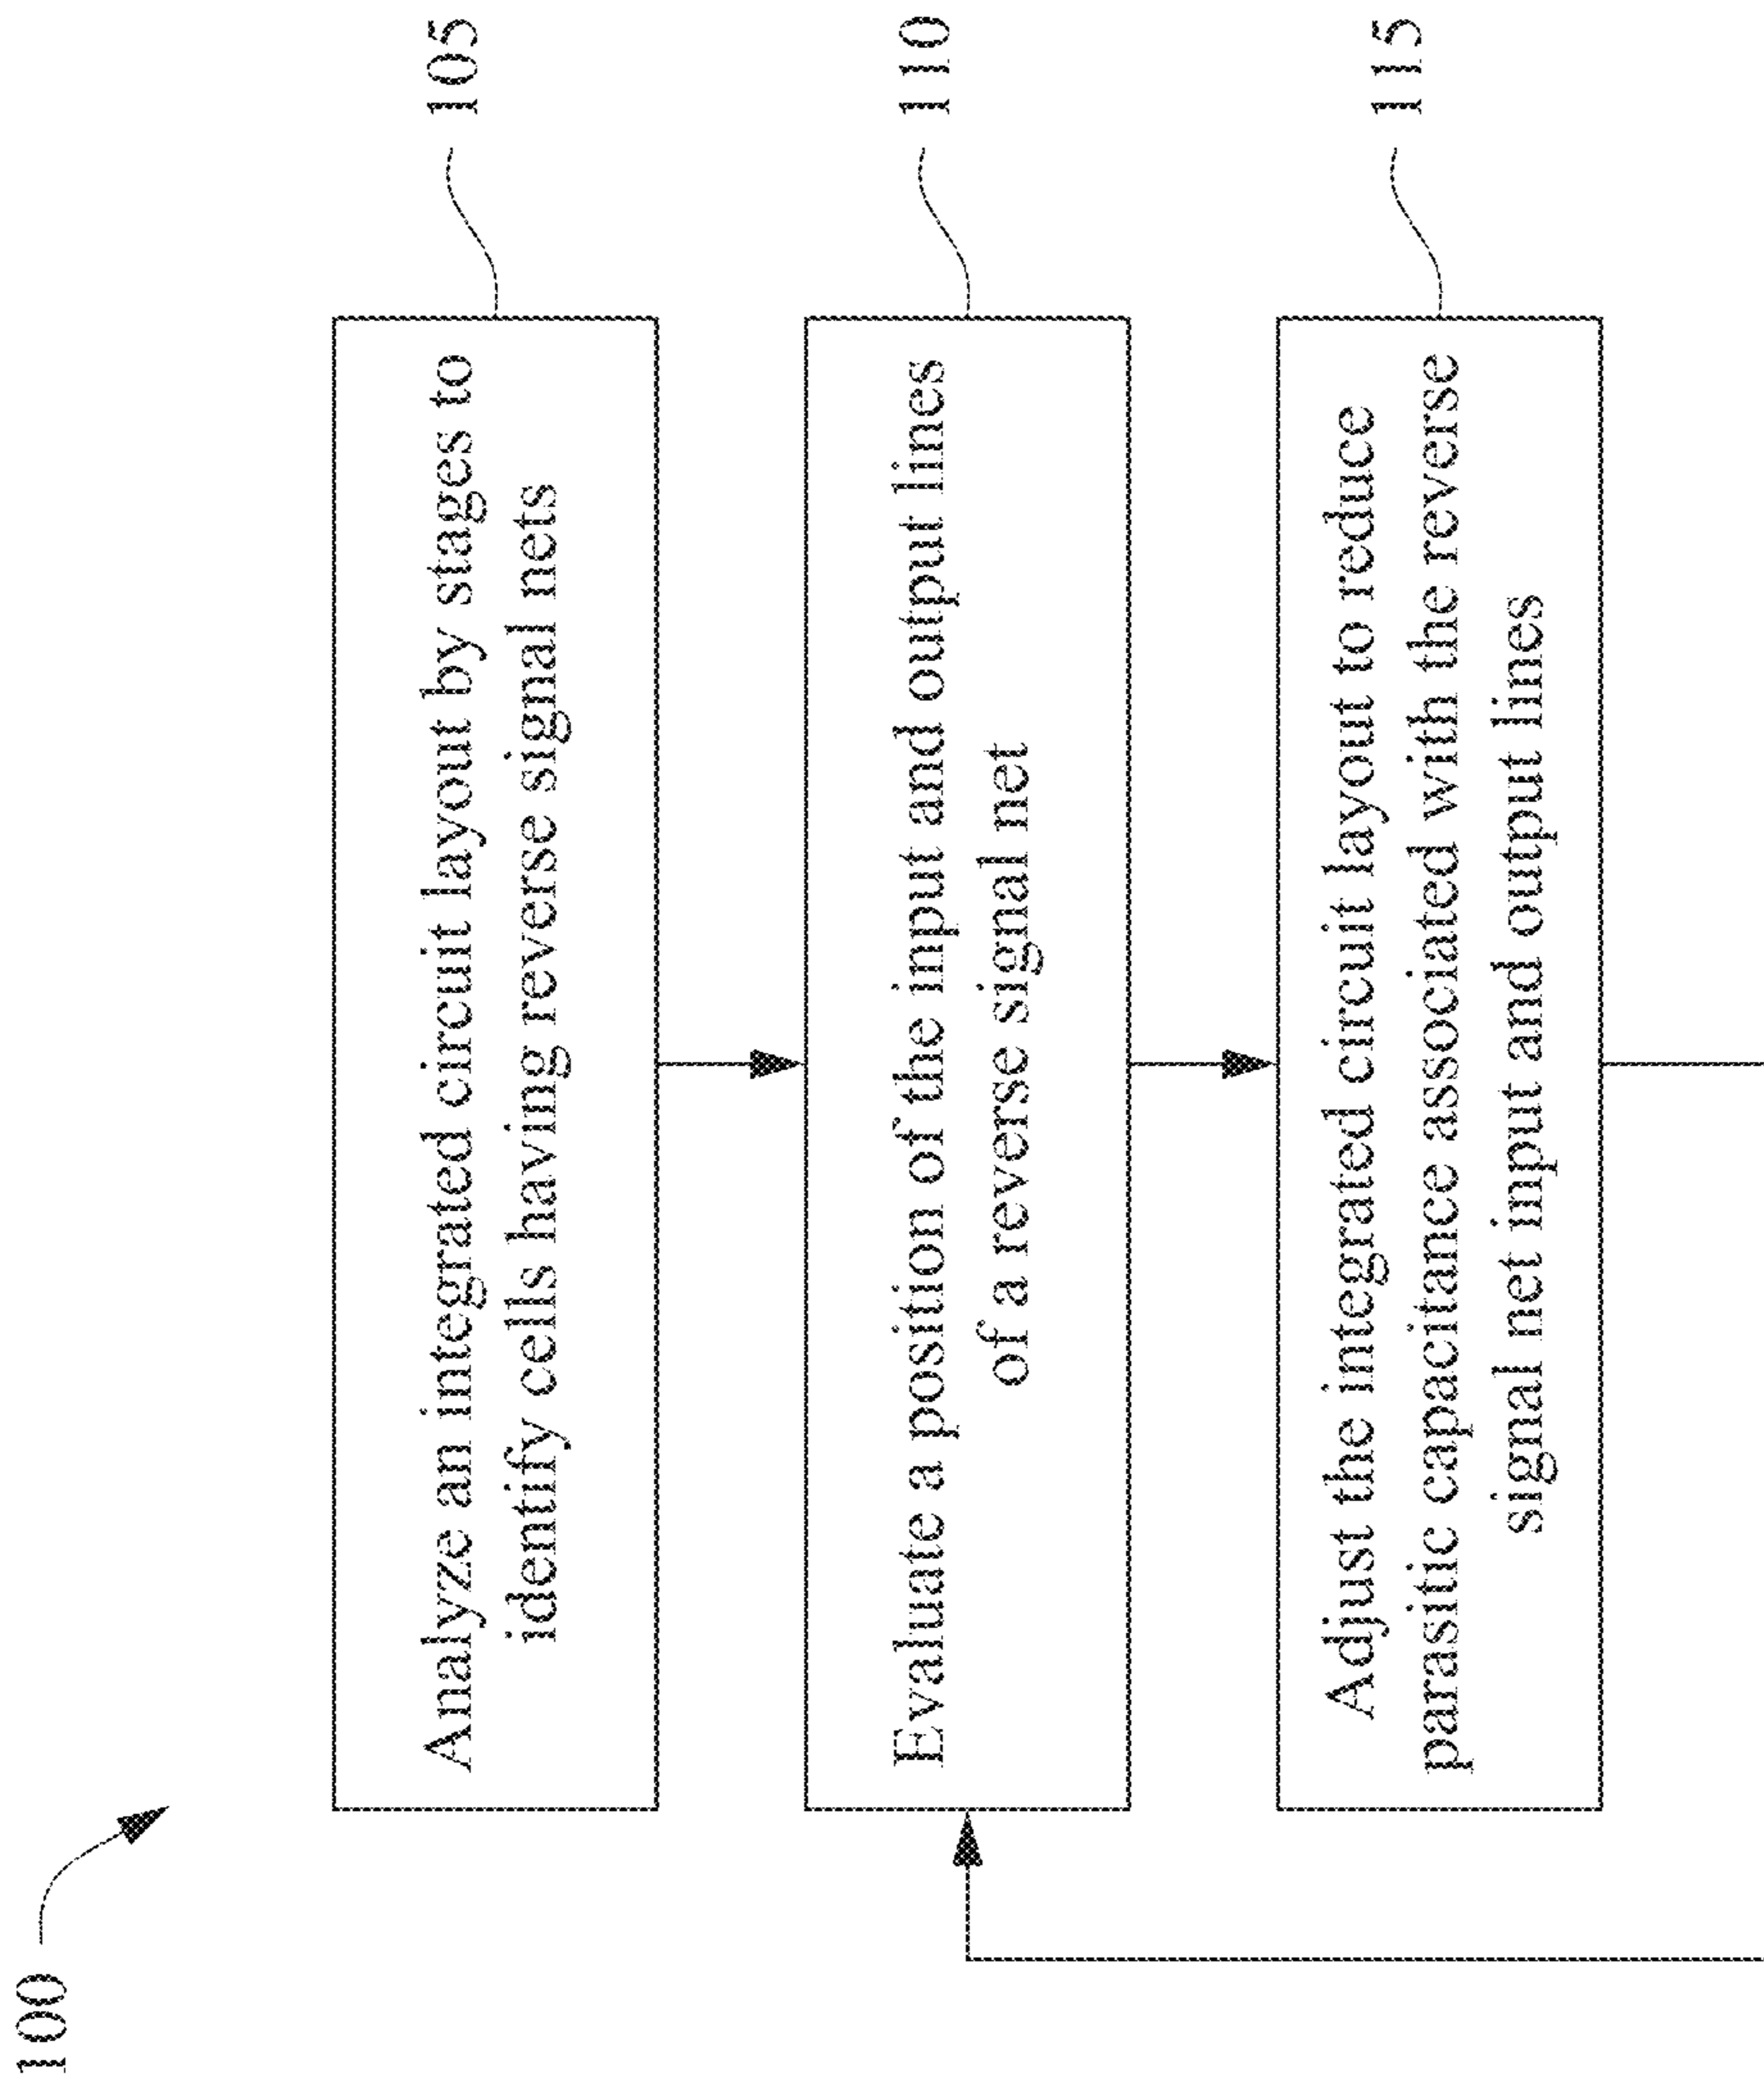 100
Analyze an integrated circuit layout by stages to
identify cells having reverse signal nets
105
Evaluate a position of the input and output lines
of a reverse signal net
110
Adjust the integrated circuit layout to reduce
parasitic capacitance associated with the reverse
signal net input and output lines
115